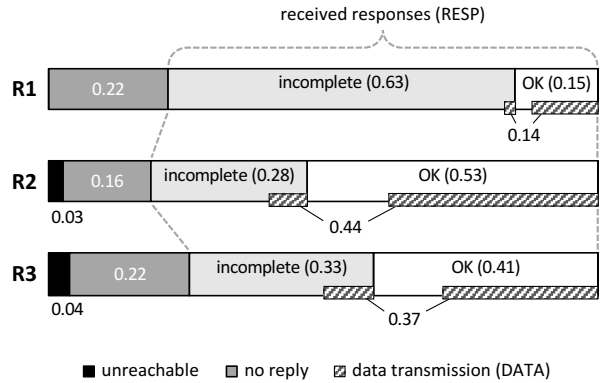 received responses (RESP)
R1
0.22
incomplete (0.63)
OK (0.15)
0.14
R2
0.16
incomplete (0.28)
OK (0.53)
0.03
0.44
R3
0.22
incomplete (0.33)
OK (0.41)
0.04
0.37
unreachable no reply data transmission (DATA)